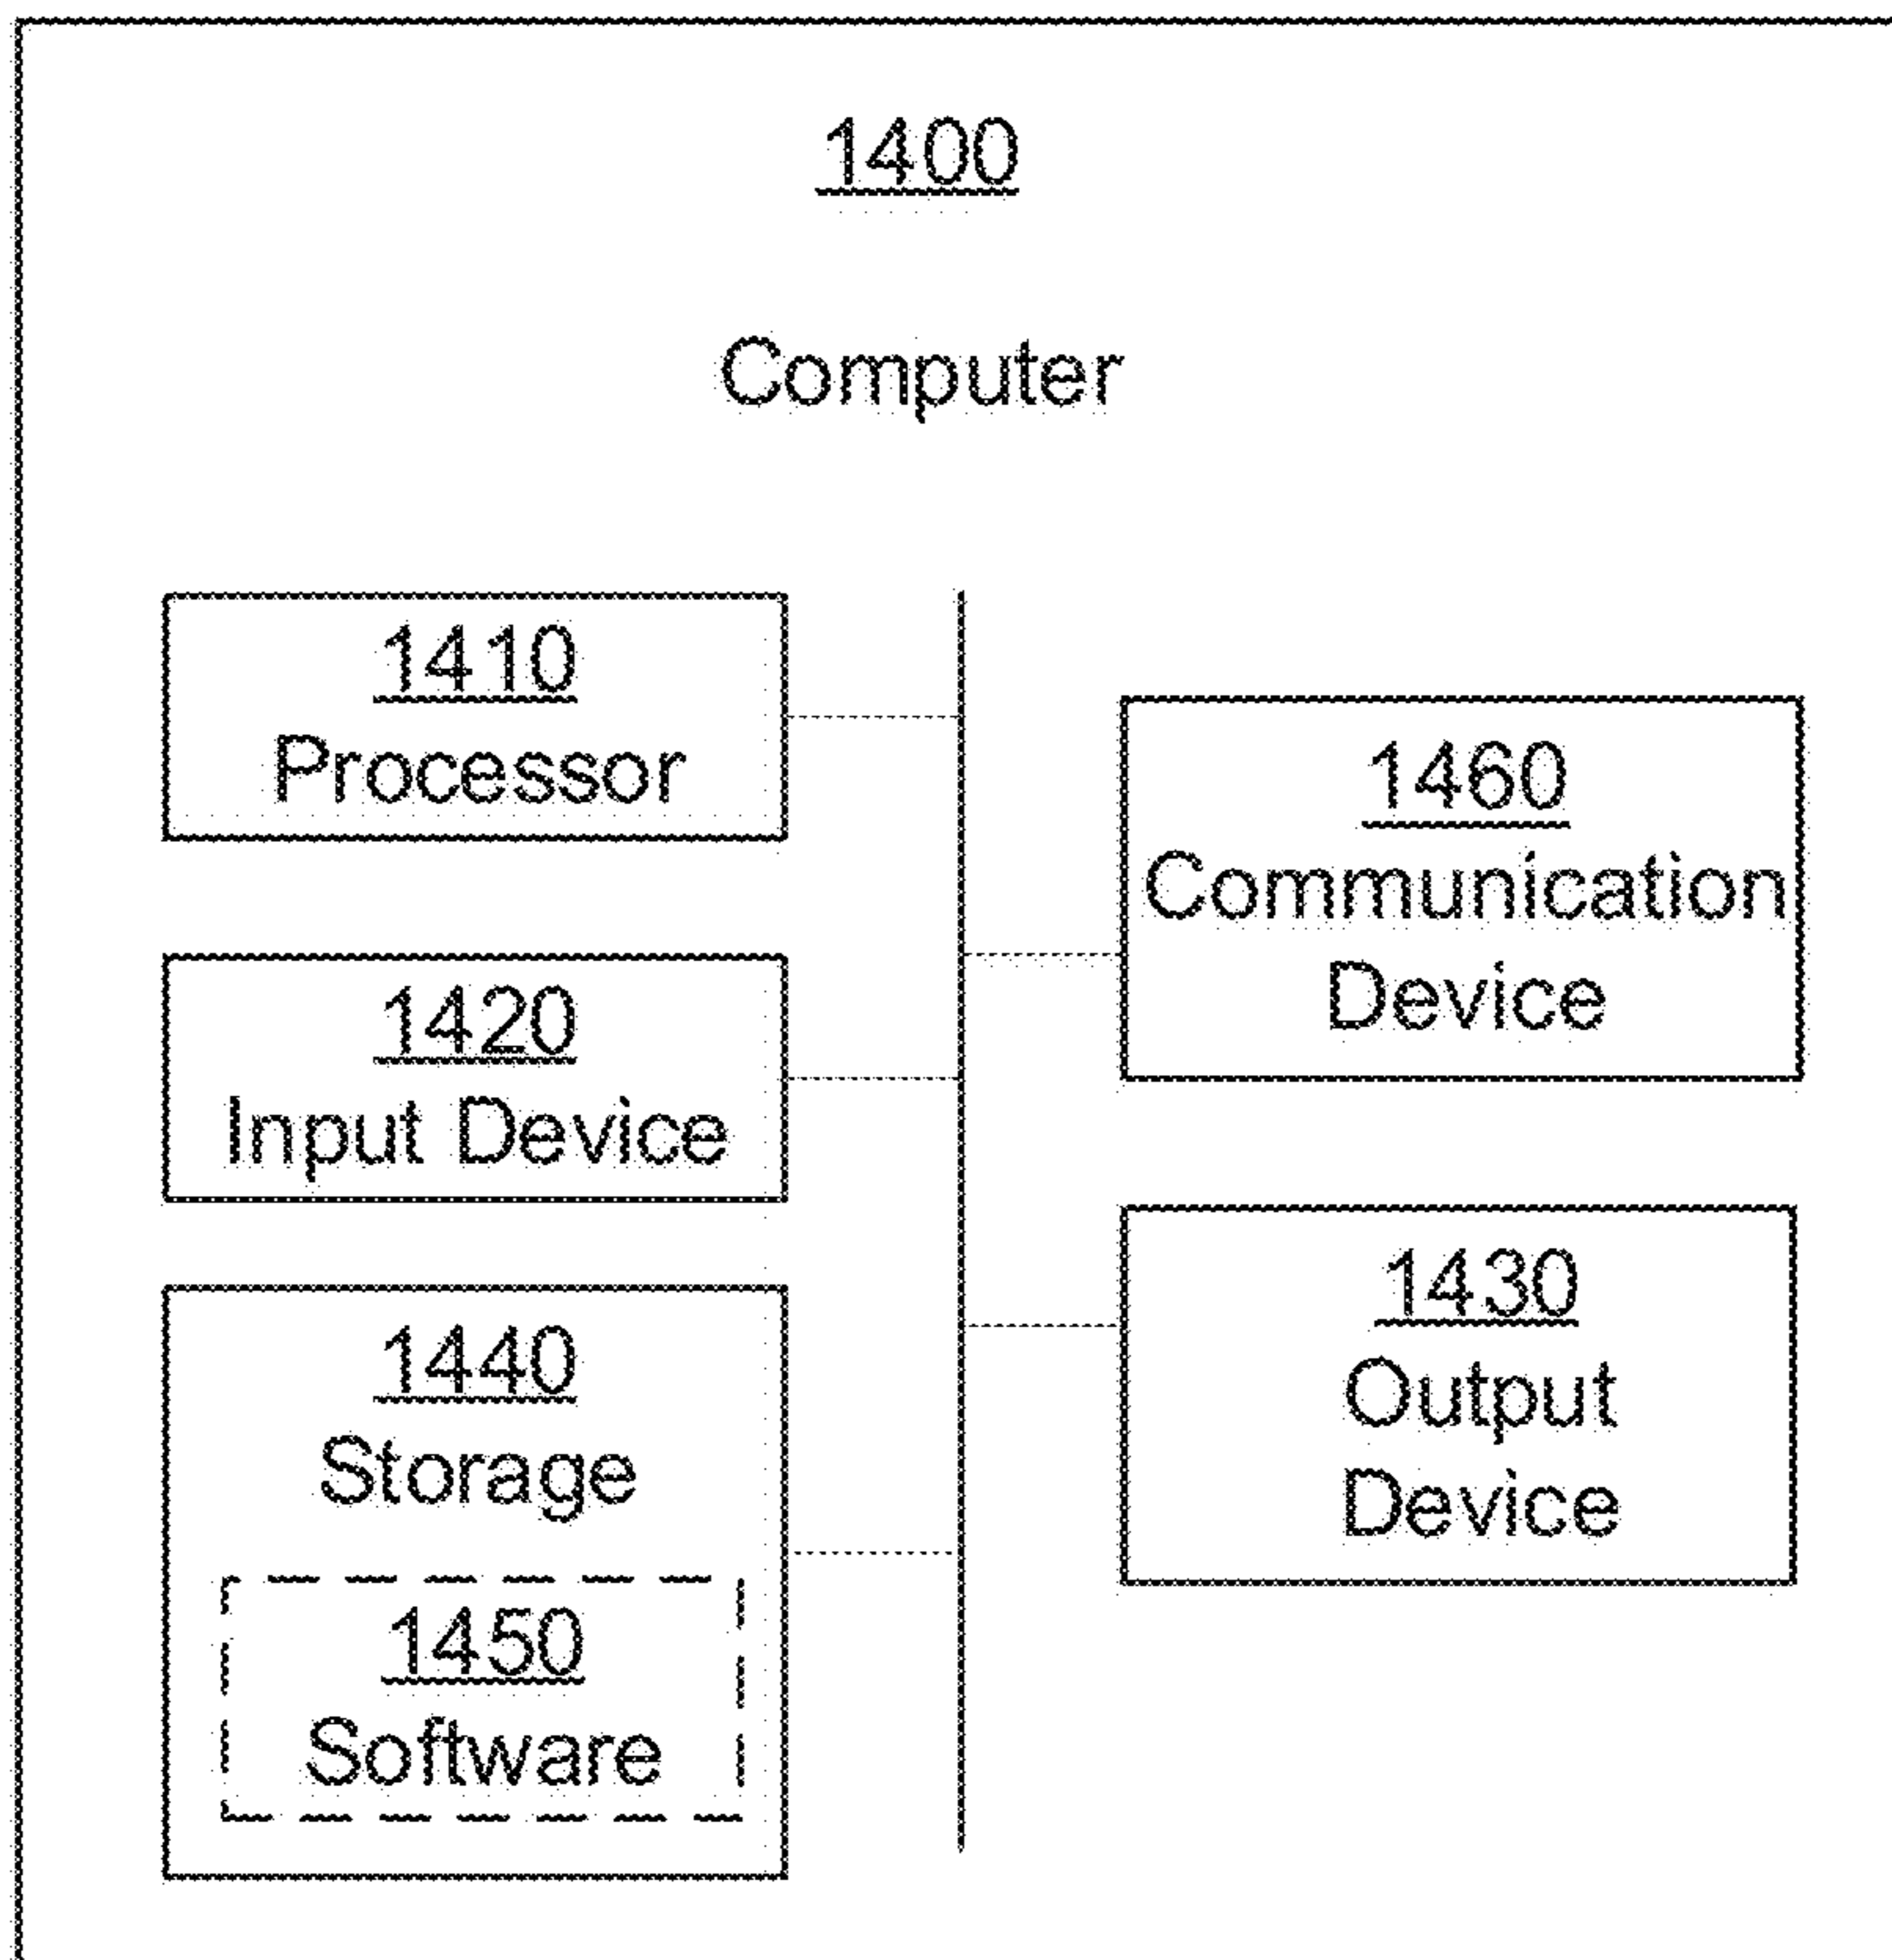 1400
Computer
1410
Processor
1420
Input Device
1440
Storage
1450
Software
1460
Communication
Device
1430
Output
Device